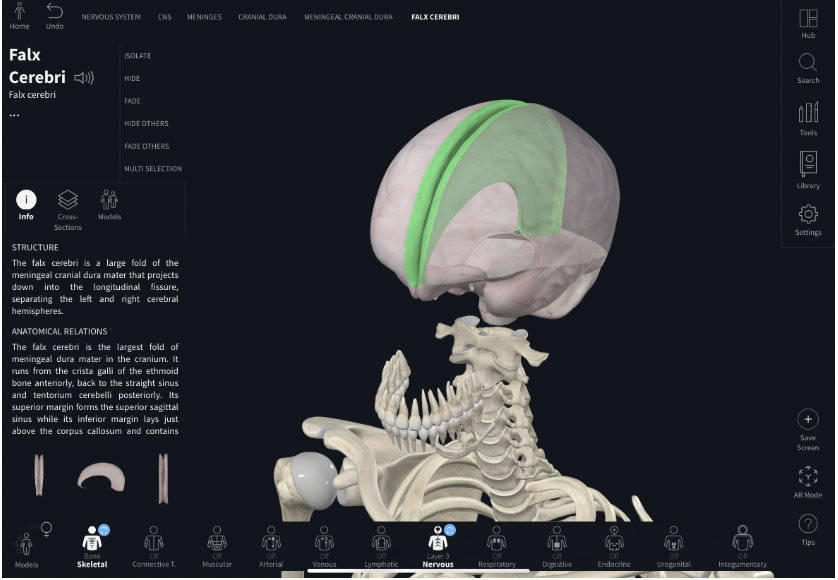 Home
Undo
NERVOUS SYSTEM
CNS
MENINGES
CRANIAL DURA
MENINGEAL CRANIAL DURA
FALX CEREBRI
Falx
Cerebri
Falx cerebri
...
ISOLATE
HIDE
FADE
HIDE OTHERS
FADE OTHERS
MULTI SELECTION
i
Info
Cross-
Sections
Models
STRUCTURE
The falx cerebri is a large fold of the
meningeal cranial dura mater that projects
down into the longitudinal fissure,
separating the left and right cerebral
hemispheres.
ANATOMICAL RELATIONS
The falx cerebri is the largest fold of
meningeal dura mater in the cranium. It
runs from the crista galli of the ethmoid
bone anteriorly, back to the straight sinus
and tentorium cerebelli posteriorly. Its
superior margin forms the superior sagittal
sinus while its inferior margin lays just
above the corpus callosum and contains
Hub
Search
Tools
Library
Settings
Save
Screen
AR Mode
?
Tips
Models
Bone
Skeletal
Off
Connective T.
Off
Muscular
Off
Arterial
Off
Venous
Off
Lymphatic
Layer 3
Nervous
Off
Respiratory
Off
Digestive
Off
Endocrine
Off
Urogenital
Off
Integumentary